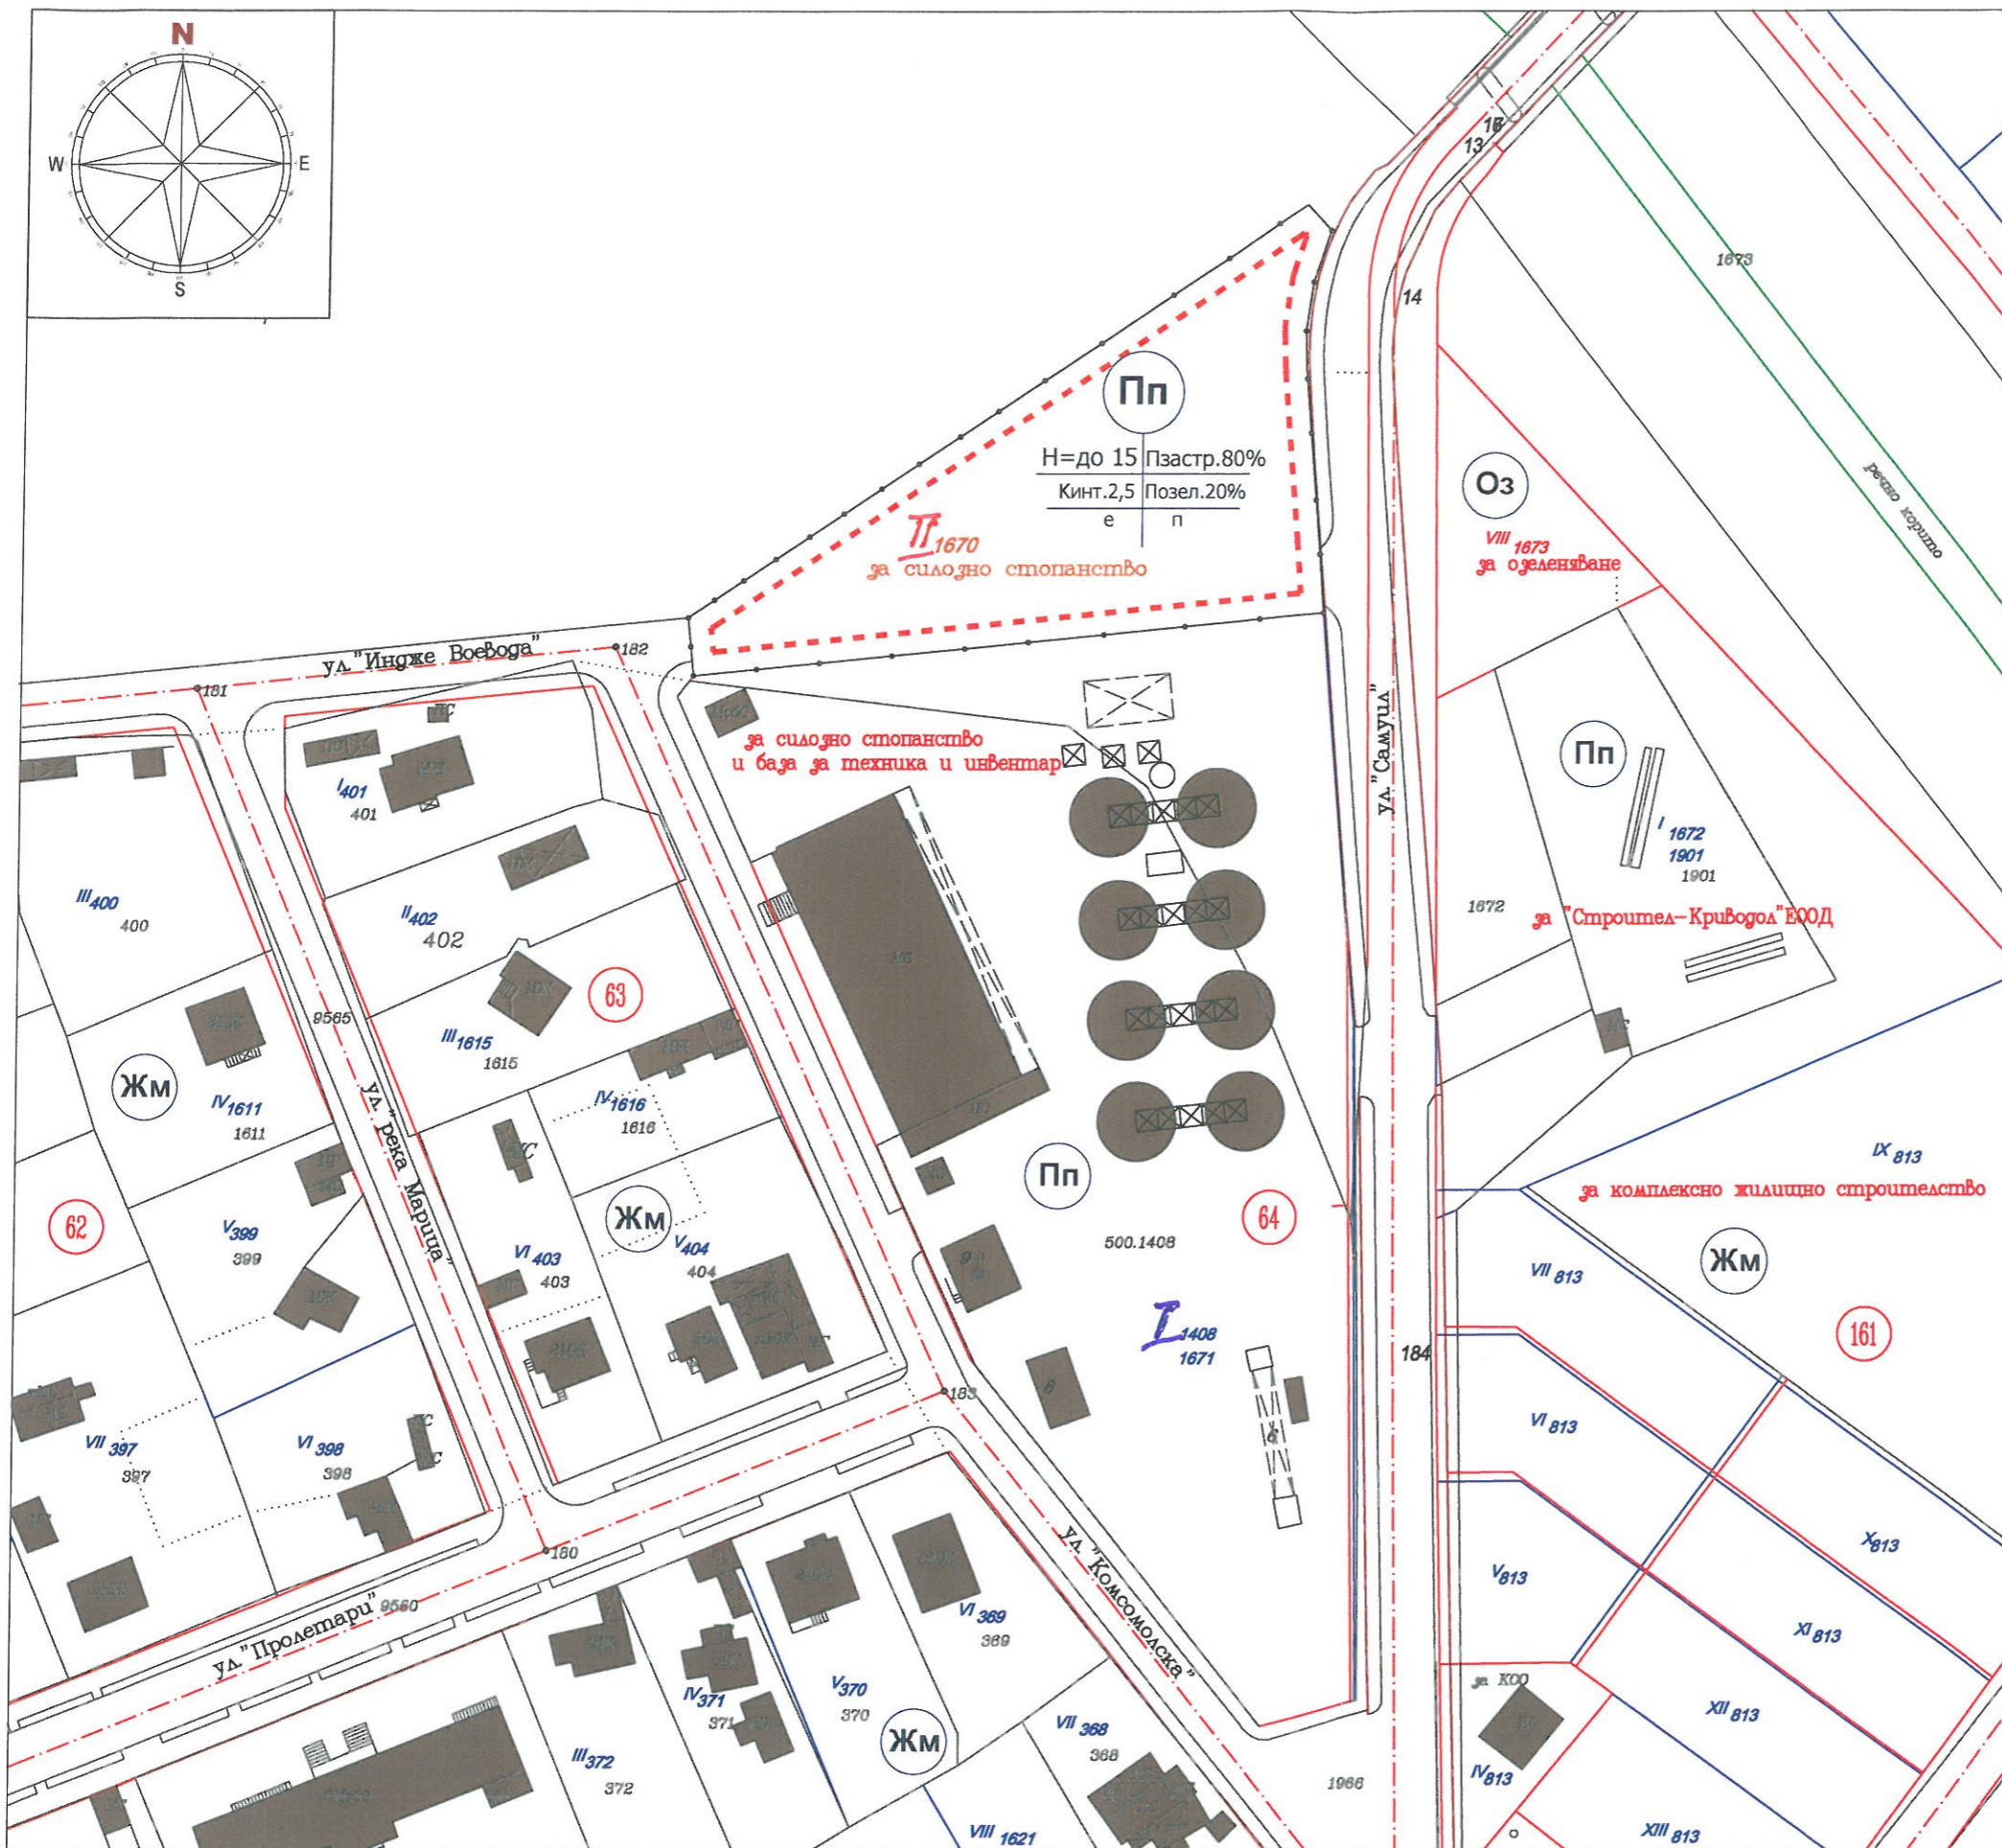 N
W
E
S
16
13
14
1673
Пп
Н=до 15 Пзастр.80%
Кинт.2,5 Позел.20%
е п
II 1670
за силозно стопанство
Оз
VIII 1673
за озеленяване
речно корито
ул."Индже Воевода"
182
181
ул."Самуил"
за силозно стопанство
и база за техника и инвентар
Пп
I 401
401
I 1672
1901
1901
1672
за "Строител-Криводол"ЕООД
III 400
400
II 402
402
63
9565
III 1615
1615
Жм
IV 1611
1611
IV 1616
1616
ул."река Марица"
Пп
IX 813
за комплексно жилищно строителство
62
V 399
399
VI 403
403
Жм
V 404
404
64
500.1408
VII 813
Жм
161
I 1408
1671
184
183
8
VII 397
397
VI 398
398
VI 813
X 813
180
V 813
ул."Комсомолска"
ул."Пролетари"
9560
VI 369
369
XI 813
IV 371
371
V 370
370
Жм
за КОО
XII 813
III 372
372
VII 368
368
1966
IV 813
VIII 1621
XIII 813